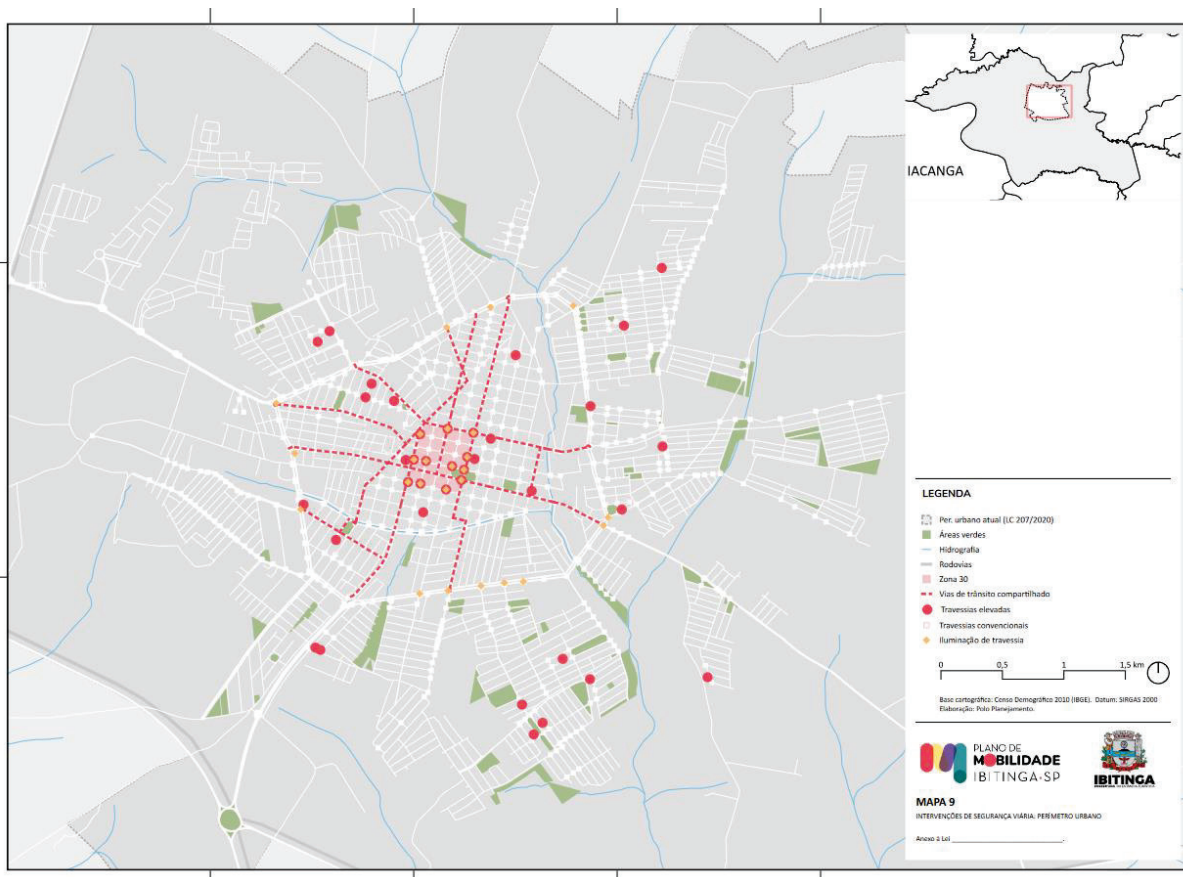 IACANGA
LEGENDA
Per. urbano atual (LC 207/2020)
Áreas verdes
Hidrografia
Rodovias
Zona 30
Vias de trânsito compartilhado
Travessias elevadas
Travessias convencionais
Iluminação de travessia
0 0,5 1 1,5 km
Base cartográfica: Censo Demográfico 2010 (IBGE). Datum: SIRGAS 2000
Elaboração: Polo Planejamento.
PLANO DE
MOBILIDADE
IBITINGA·SP
IBITINGA
MAPA 9
INTERVENÇÕES DE SEGURANÇA VIÁRIA: PERÍMETRO URBANO
Anexo à Lei ________________________________.